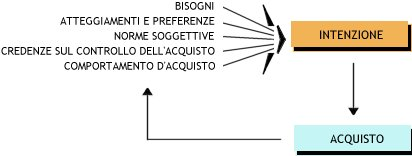 BISOGNI
ATTEGGIAMENTI E PREFERENZE
NORME SOGGETTIVE
CREDENZE SUL CONTROLLO DELL'ACQUISTO
COMPORTAMENTO D'ACQUISTO
INTENZIONE
ACQUISTO